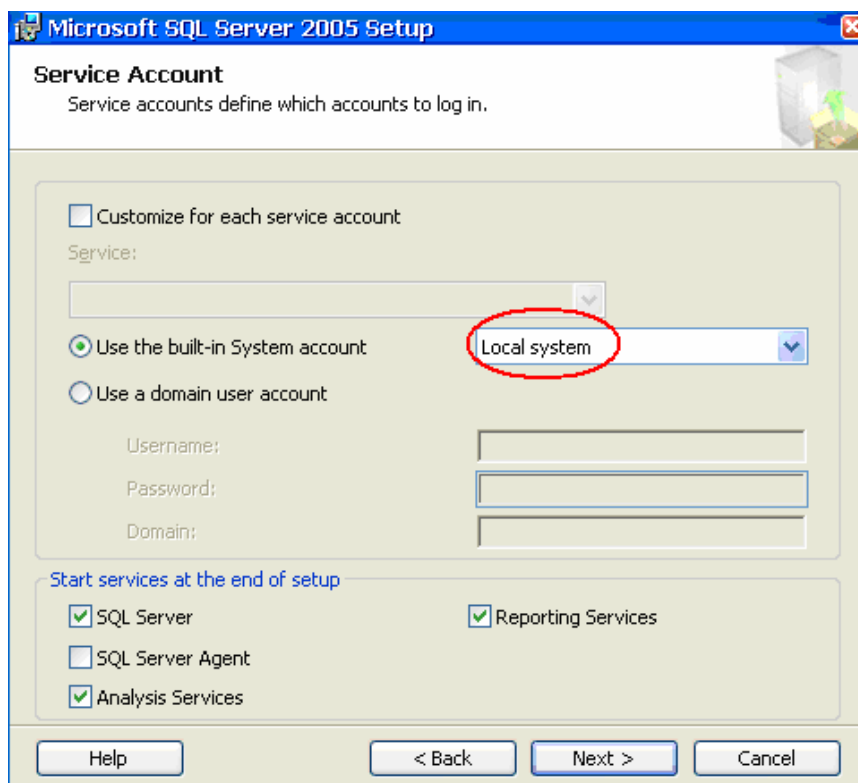 Microsoft SQL Server 2005 Setup
Service Account
Service accounts define which accounts to log in.
Customize for each service account
Service:
Use the built-in System account
Local system
Use a domain user account
Username:
Password:
Domain:
Start services at the end of setup
SQL Server
Reporting Services
SQL Server Agent
Analysis Services
Help
< Back
Next >
Cancel